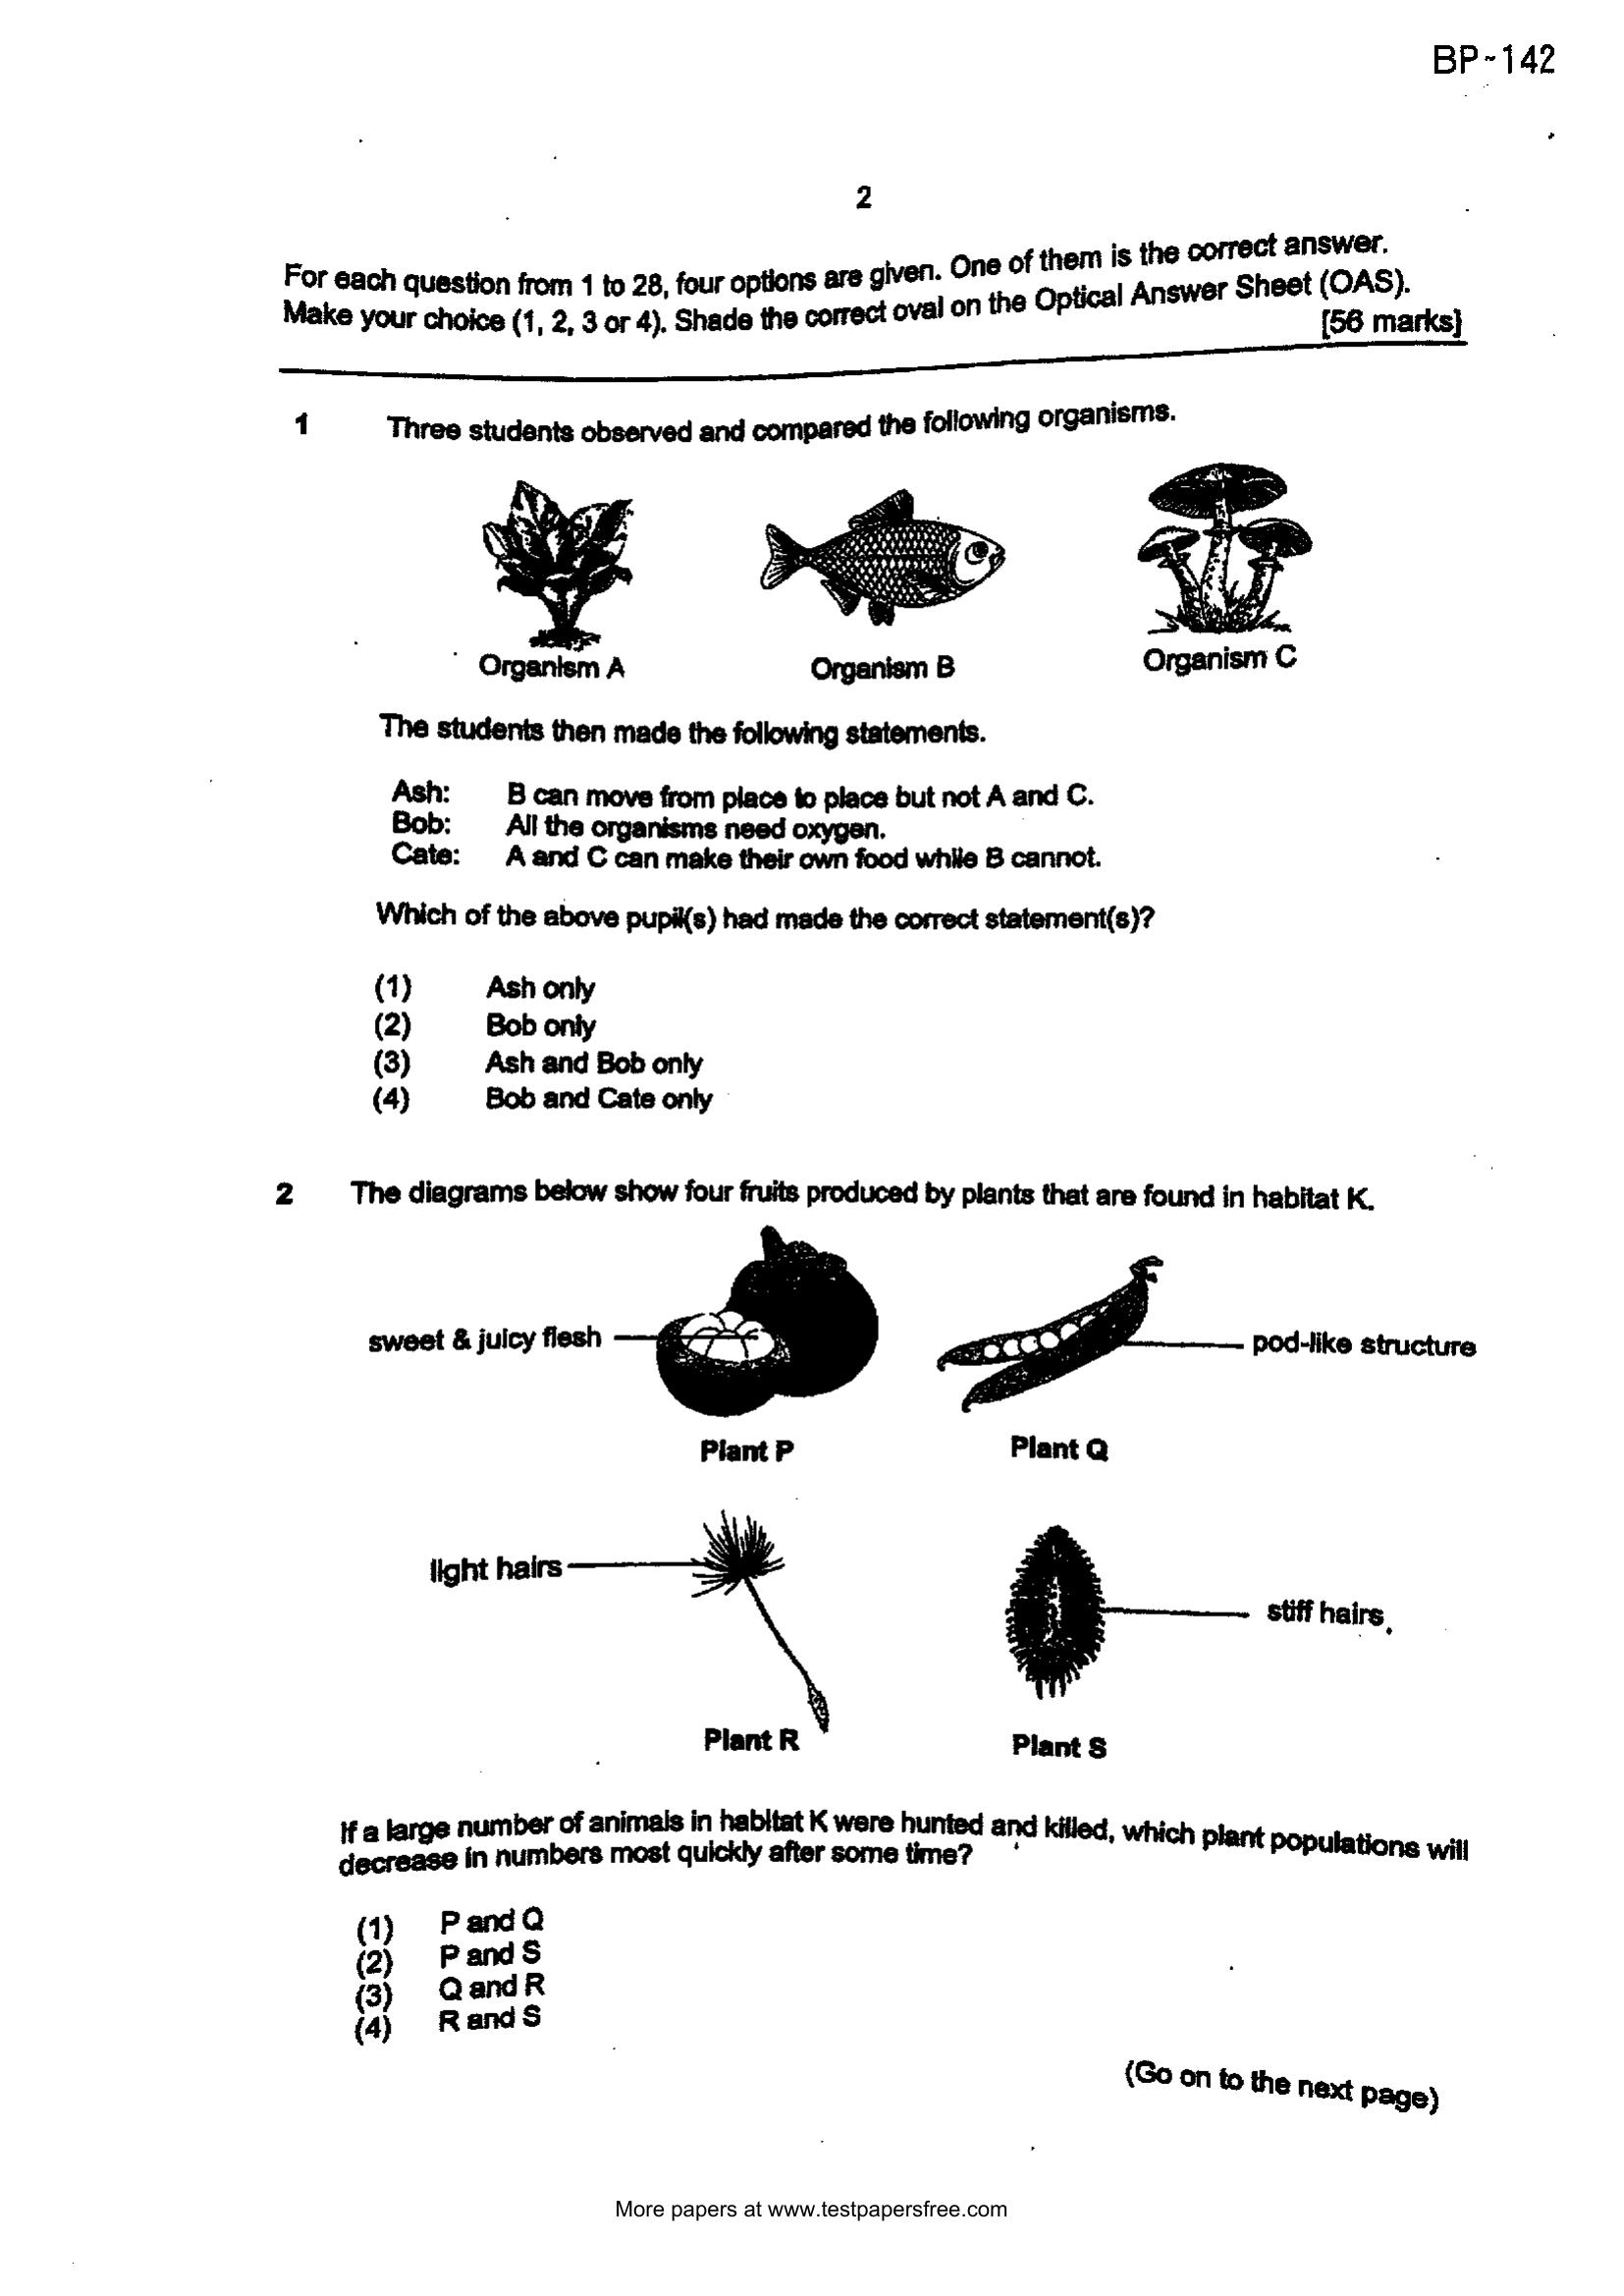 BP-142
2
For each question from 1 to 28, four options are given. One of them is the correct answer.
Make your choice (1, 2, 3 or 4). Shade the correct oval on the Optical Answer Sheet (OAS).
[56 marks]
1 Three students observed and compared the following organisms.
Organism A Organism B Organism C
The students then made the following statements.
Ash: B can move from place to place but not A and C.
Bob: All the organisms need oxygen.
Cate: A and C can make their own food while B cannot.
Which of the above pupil(s) had made the correct statement(s)?
(1) Ash only
(2) Bob only
(3) Ash and Bob only
(4) Bob and Cate only
2 The diagrams below show four fruits produced by plants that are found in habitat K.
sweet & juicy flesh pod-like structure
Plant P Plant Q
light hairs stiff hairs
Plant R Plant S
If a large number of animals in habitat K were hunted and killed, which plant populations will
decrease in numbers most quickly after some time?
(1) P and Q
(2) P and S
(3) Q and R
(4) R and S
(Go on to the next page)
More papers at www.testpapersfree.com